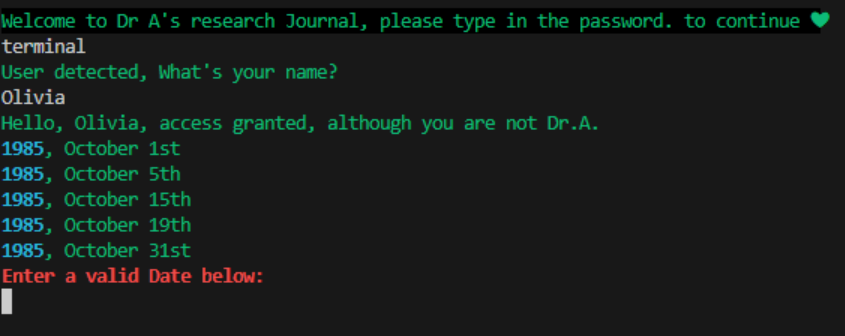 Welcome to Dr A's research Journal, please type in the password. to continue ♥
terminal
User detected, What's your name?
Olivia
Hello, Olivia, access granted, although you are not Dr.A.
1985, October 1st
1985, October 5th
1985, October 15th
1985, October 19th
1985, October 31st
Enter a valid Date below: